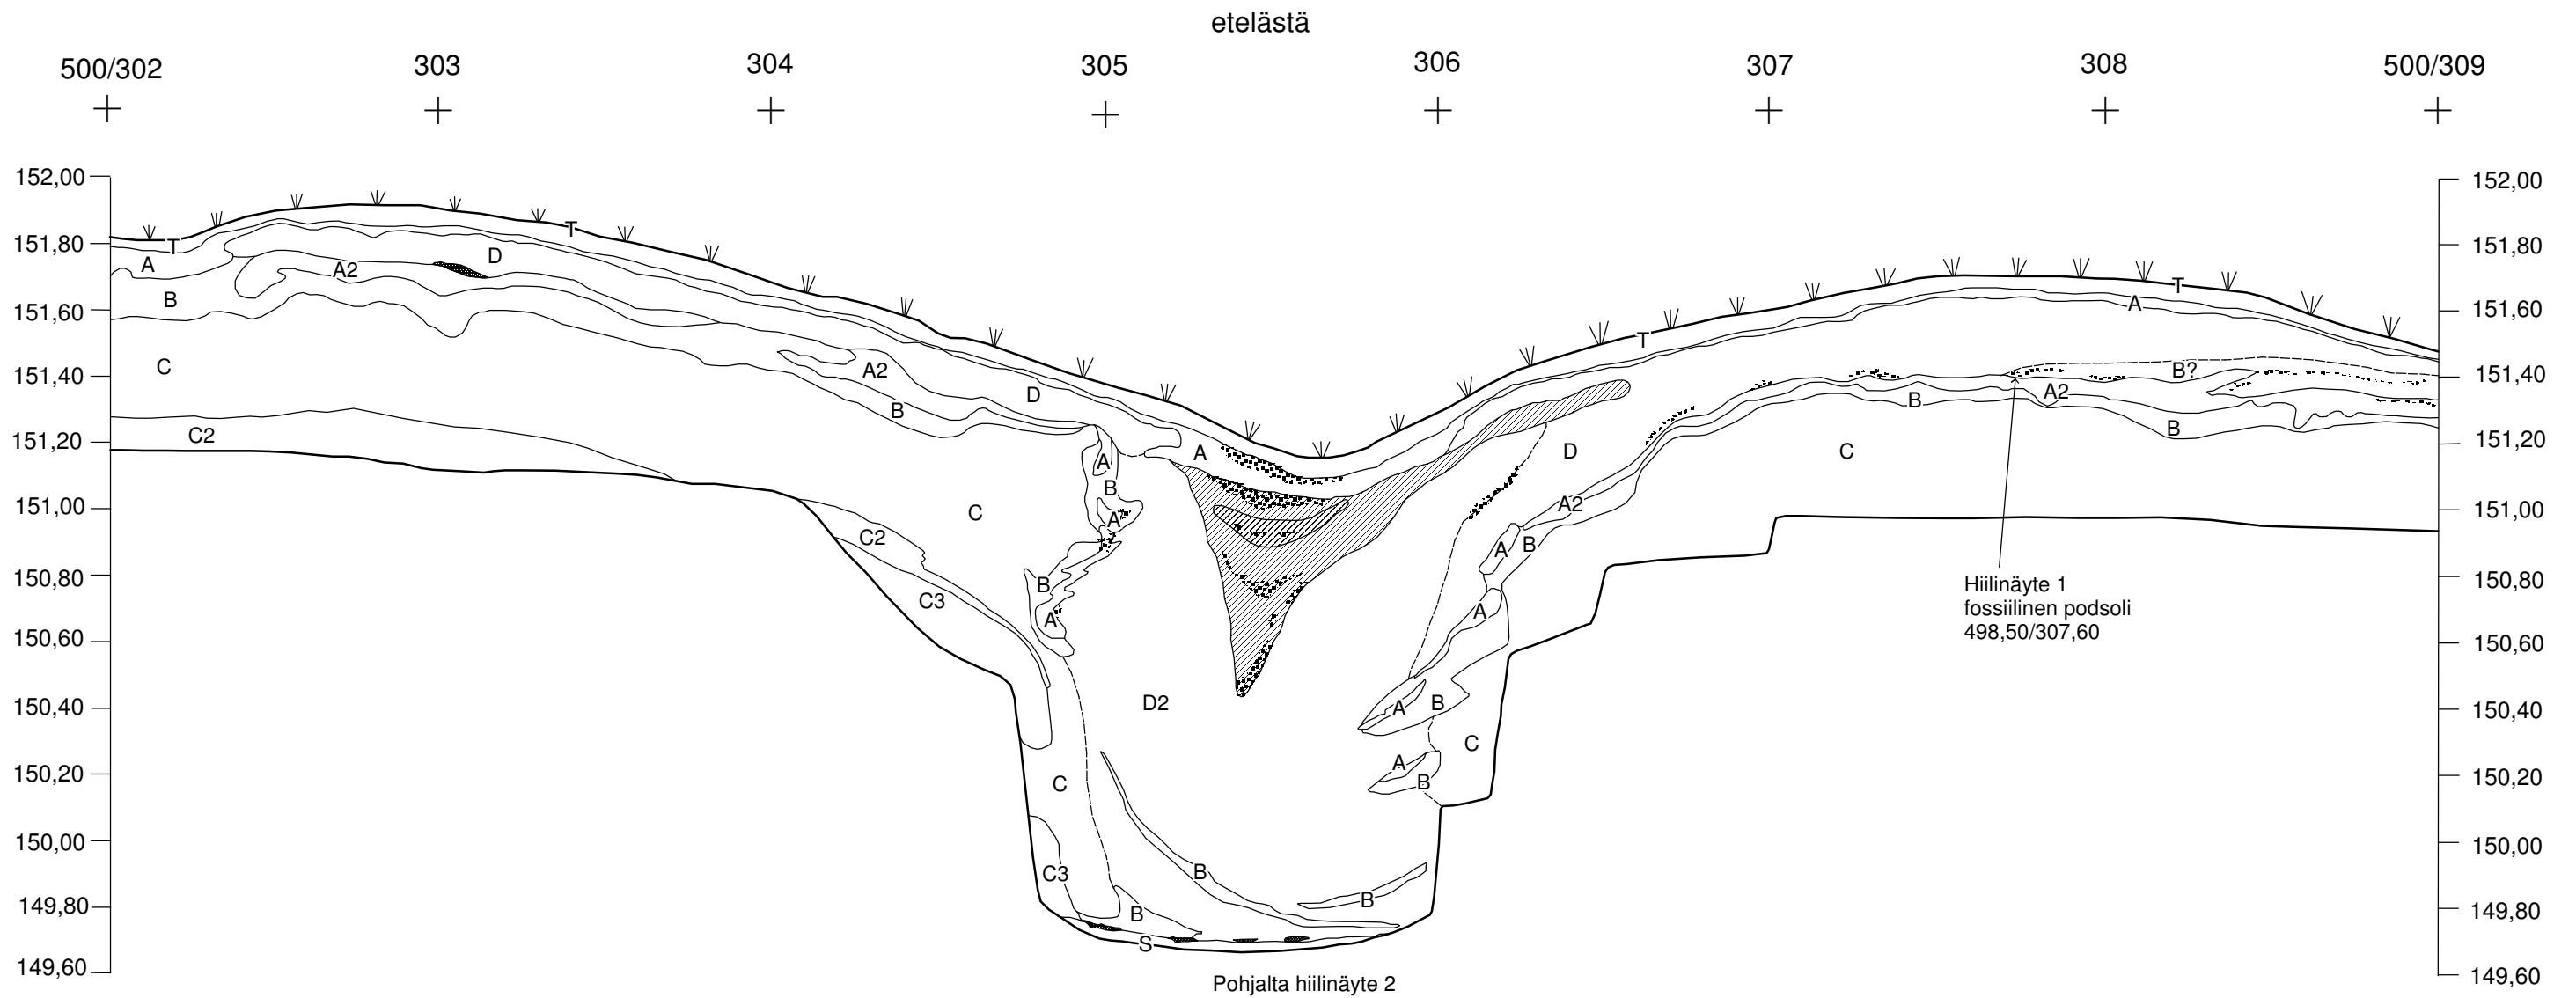 etelästä
500/302 303 304 305 306 307 308 500/309
152,00 152,00
T T
151,80 D 151,80
A A2 T
B A
151,60 151,60
T
C A2 B?
151,40 D 151,40
B B A2
C2 B
151,20 A D C 151,20
A
B A2
151,00 C A 151,00
C2 A B
150,80 B Hiilinäyte 1 150,80
C3 A fossiilinen podsoli
A
150,60 498,50/307,60 150,60
D2 A B
150,40 150,40
C
A
150,20 C B 150,20
150,00 150,00
C3 B
B
149,80 B 149,80
S
149,60 149,60
Pohjalta hiilinäyte 2